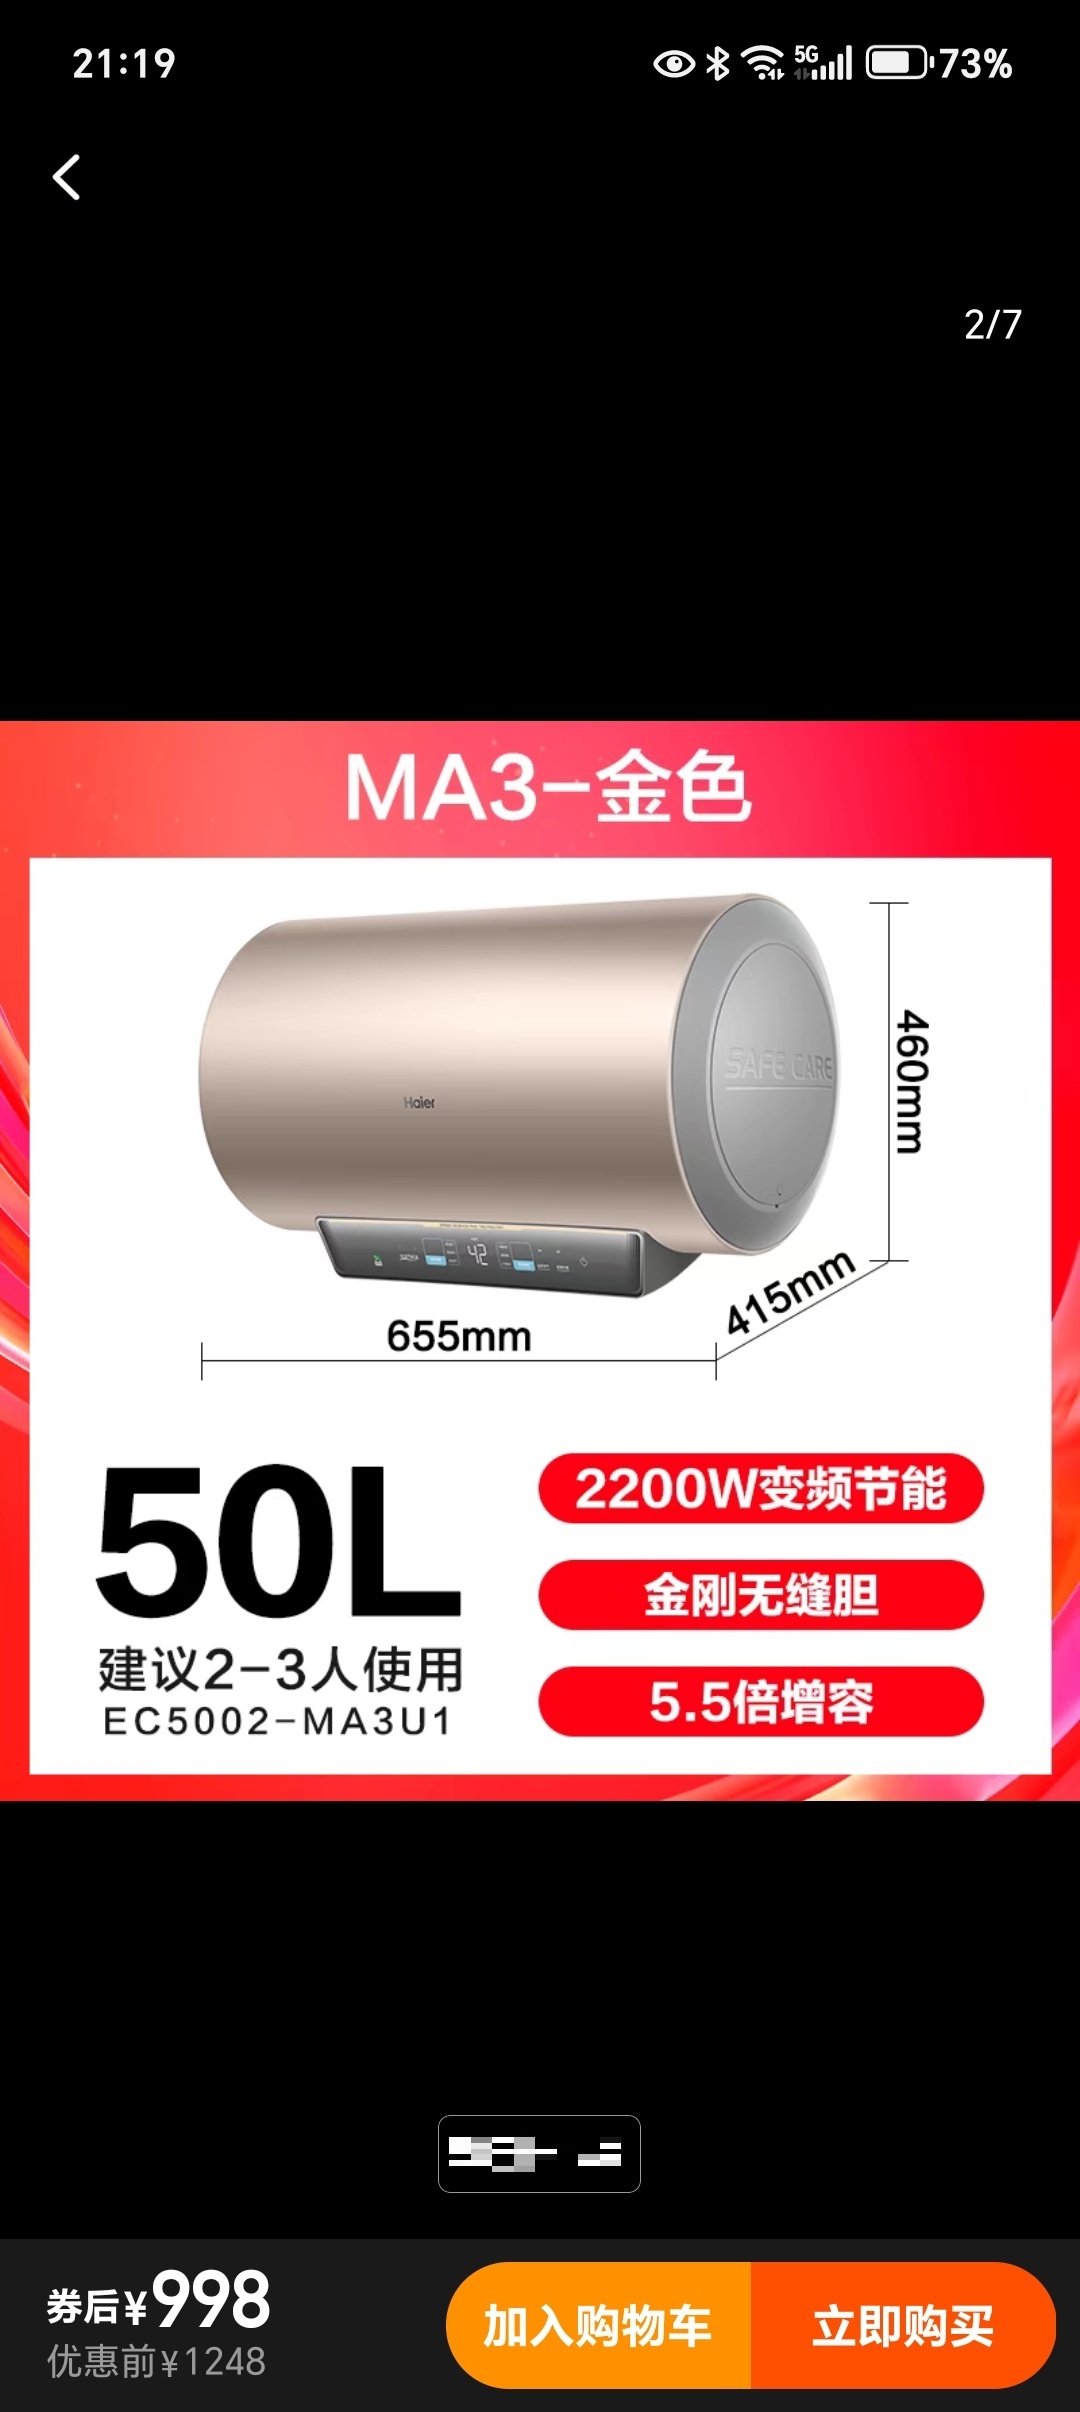 21:19
5G
73%
2/7
MA3-金色
SAFE CARE
Haier
42
460mm
415mm
655mm
50L
建议2-3人使用
EC5002-MA3U1
2200W变频节能
金刚无缝胆
5.5倍增容
券后¥998
优惠前¥1248
加入购物车
立即购买